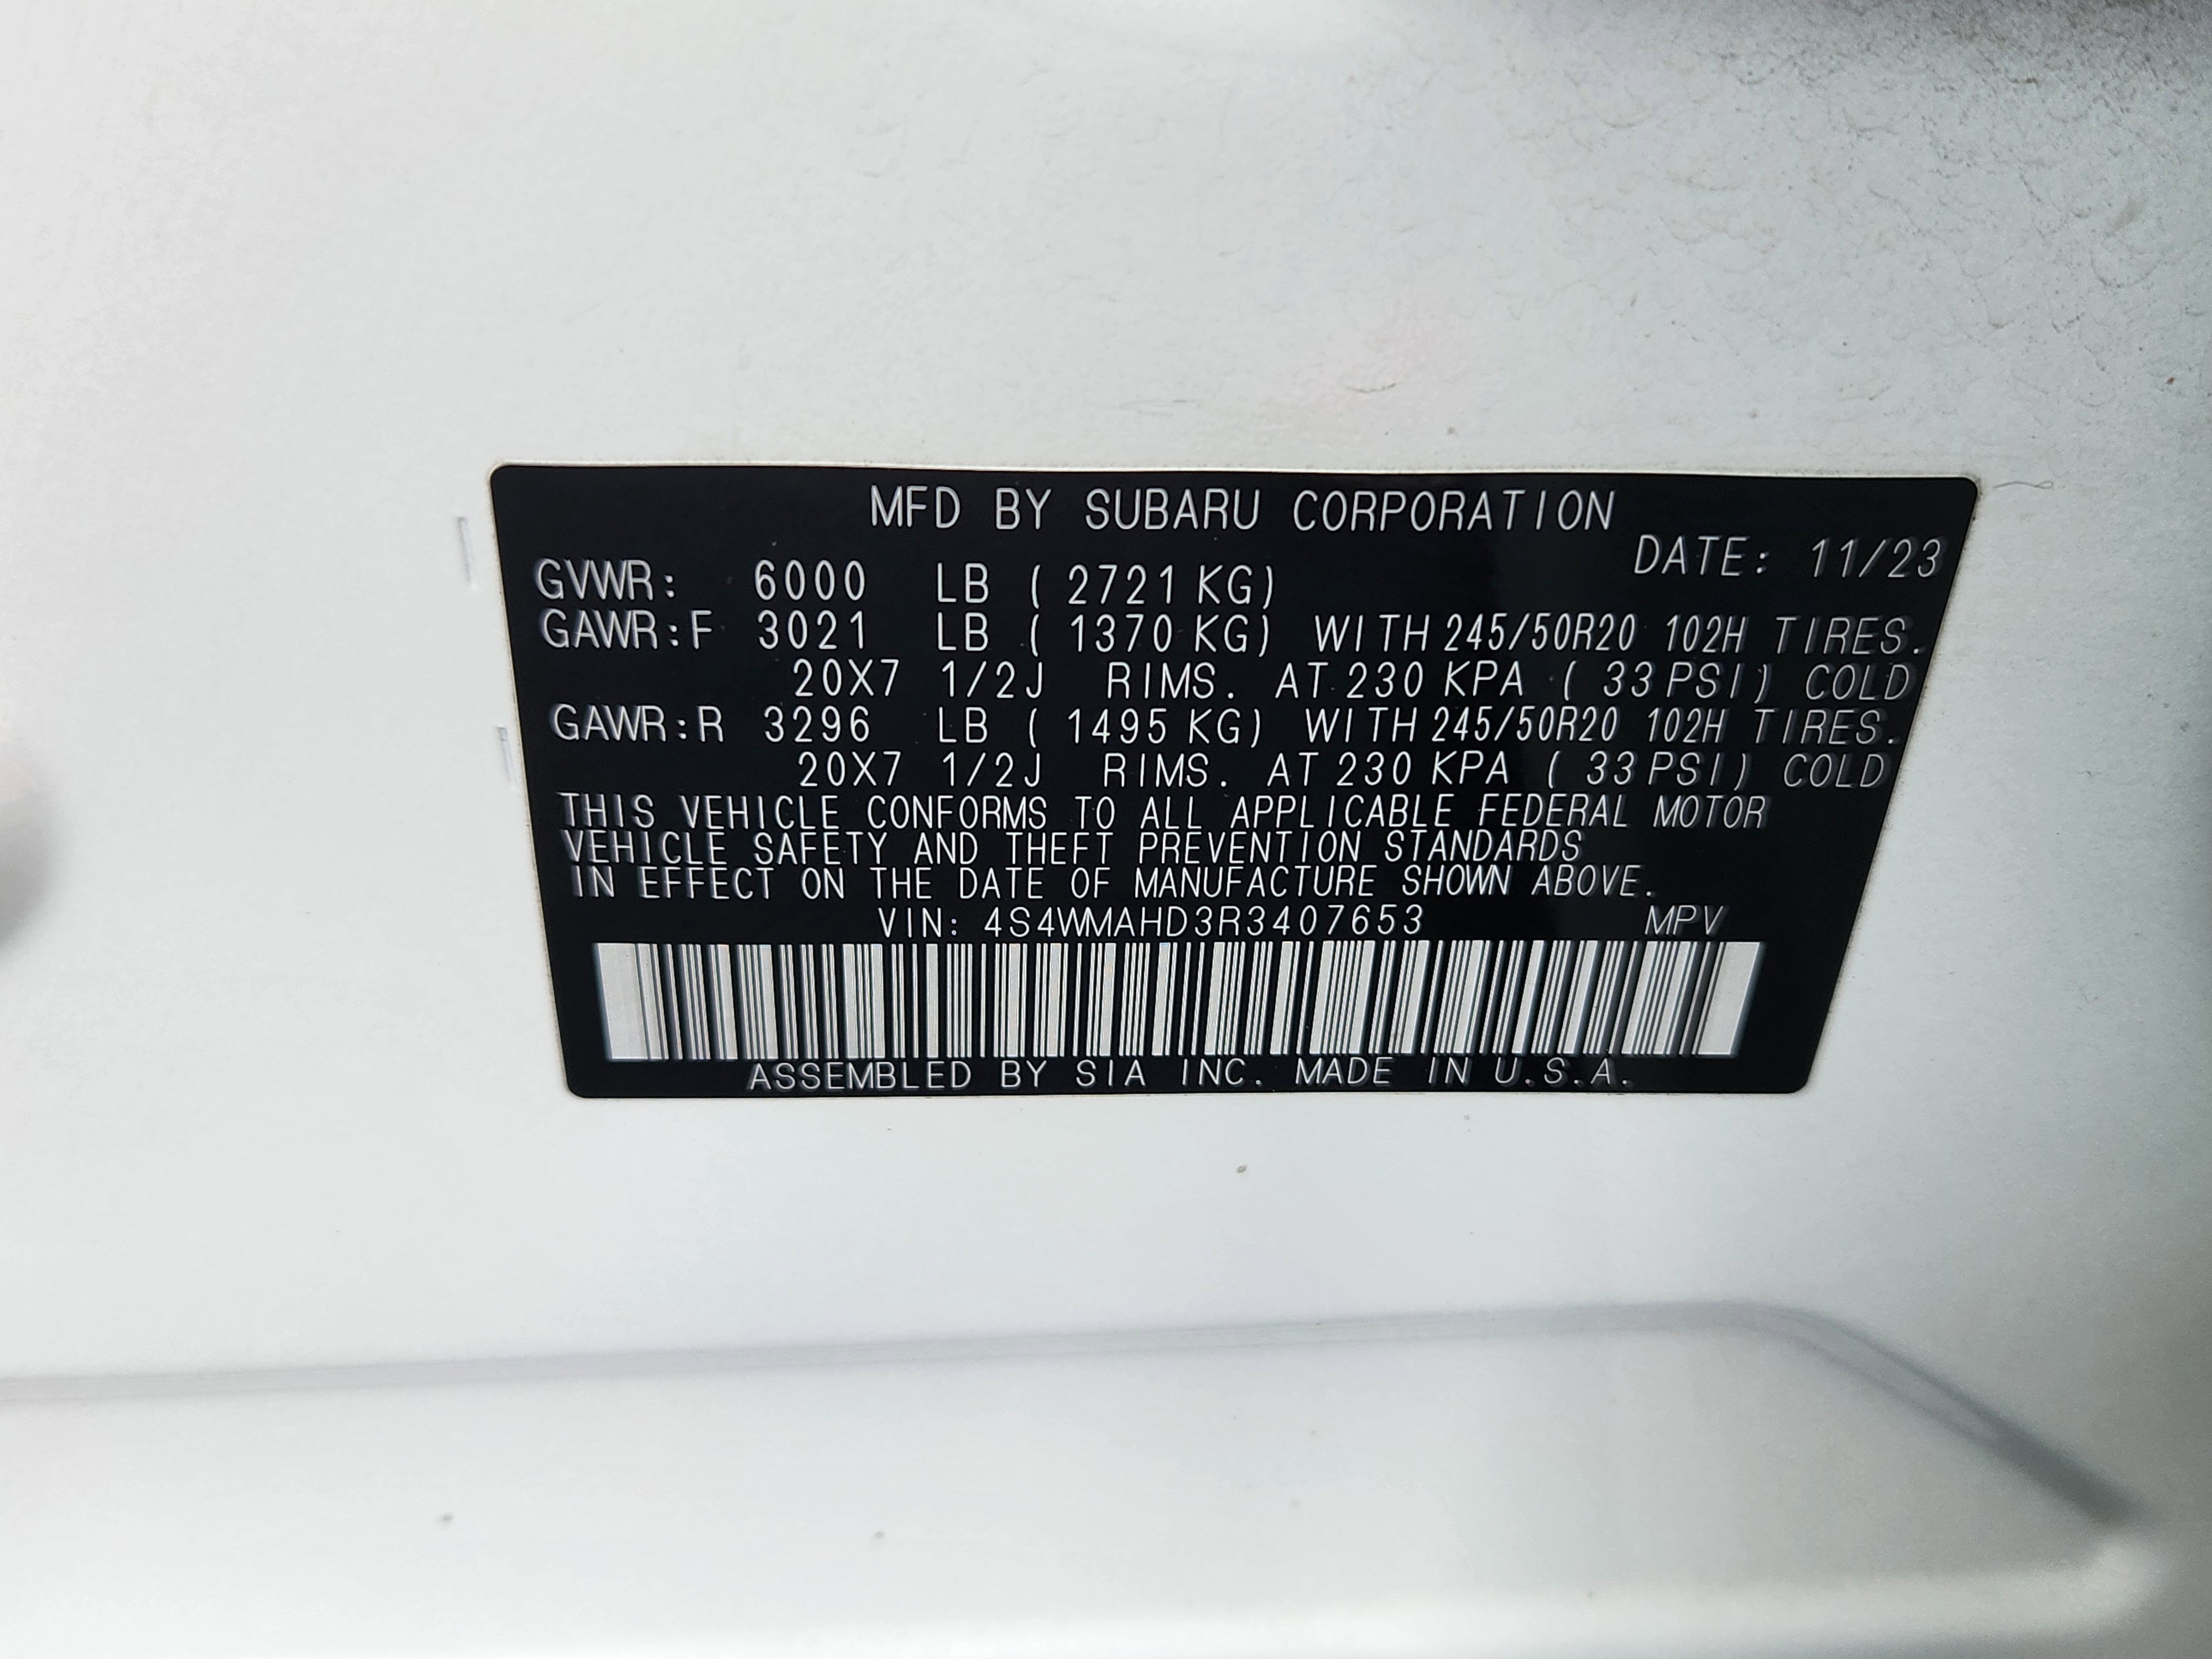 MFD BY SUBARU CORPORATION
DATE: 11/23
GVWR: 6000 LB ( 2721 KG)
GAWR:F 3021 LB ( 1370 KG) WITH 245/50R20 102H TIRES.
20X7 1/2J RIMS. AT 230 KPA ( 33 PSI) COLD
GAWR:R 3296 LB ( 1495 KG) WITH 245/50R20 102H TIRES.
20X7 1/2J RIMS. AT 230 KPA ( 33 PSI) COLD
THIS VEHICLE CONFORMS TO ALL APPLICABLE FEDERAL MOTOR
VEHICLE SAFETY AND THEFT PREVENTION STANDARDS
IN EFFECT ON THE DATE OF MANUFACTURE SHOWN ABOVE.
VIN: 4S4WMAHD3R3407653 MPV
ASSEMBLED BY SIA INC. MADE IN U.S.A.